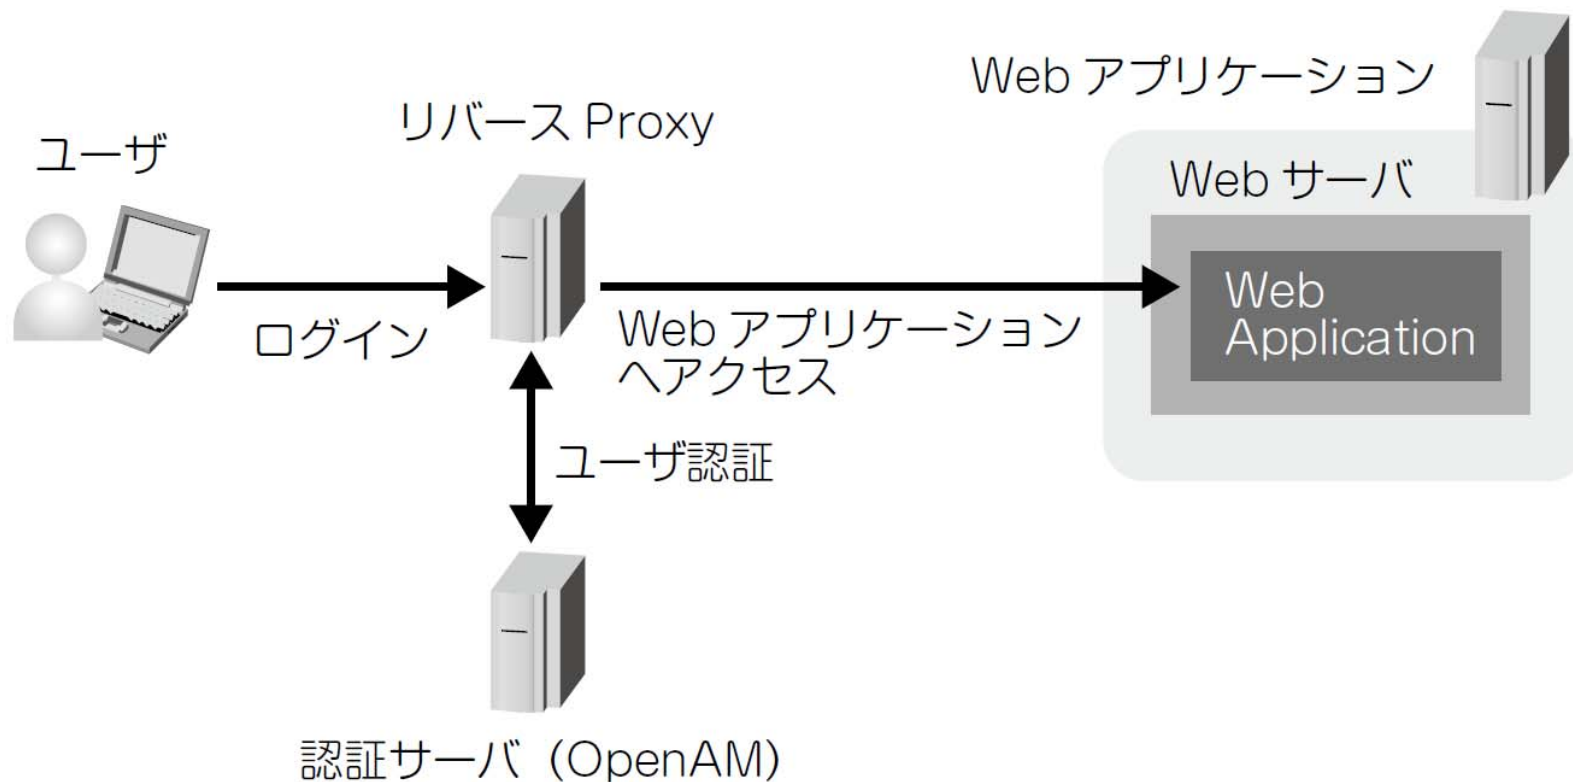 Web アプリケーション
リバース Proxy
ユーザ
Web サーバ
Web
Application
ログイン
Web アプリケーション
へアクセス
ユーザ認証
認証サーバ (OpenAM)